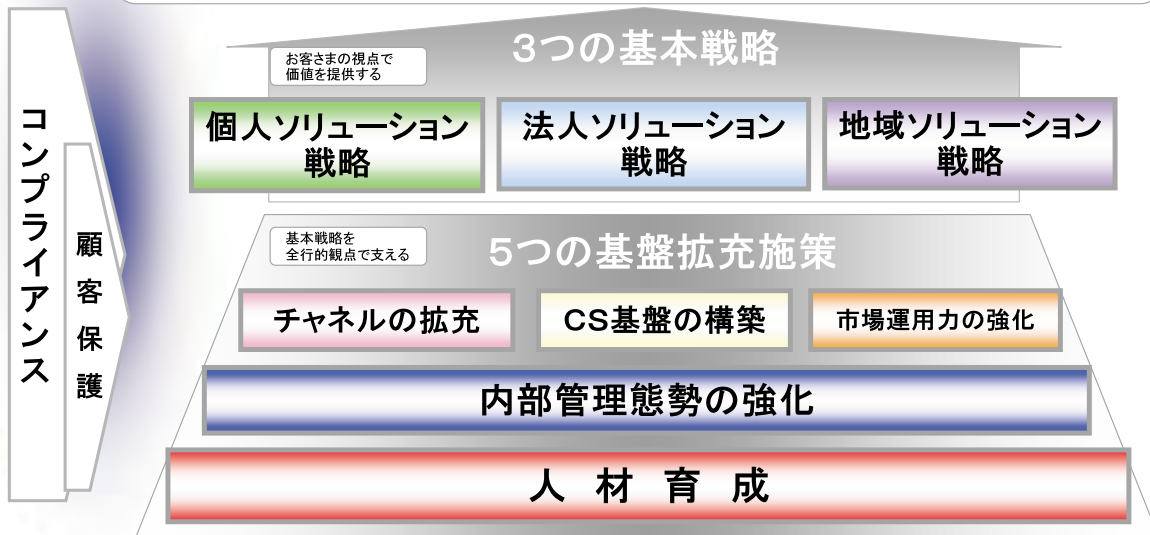 3つの基本戦略
お客さまの視点で
価値を提供する
個人ソリューション
戦略
法人ソリューション
戦略
地域ソリューション
戦略
コンプライアンス
顧客保護
5つの基盤拡充施策
基本戦略を
全行的観点で支える
チャネルの拡充
CS基盤の構築
市場運用力の強化
内部管理態勢の強化
人材育成